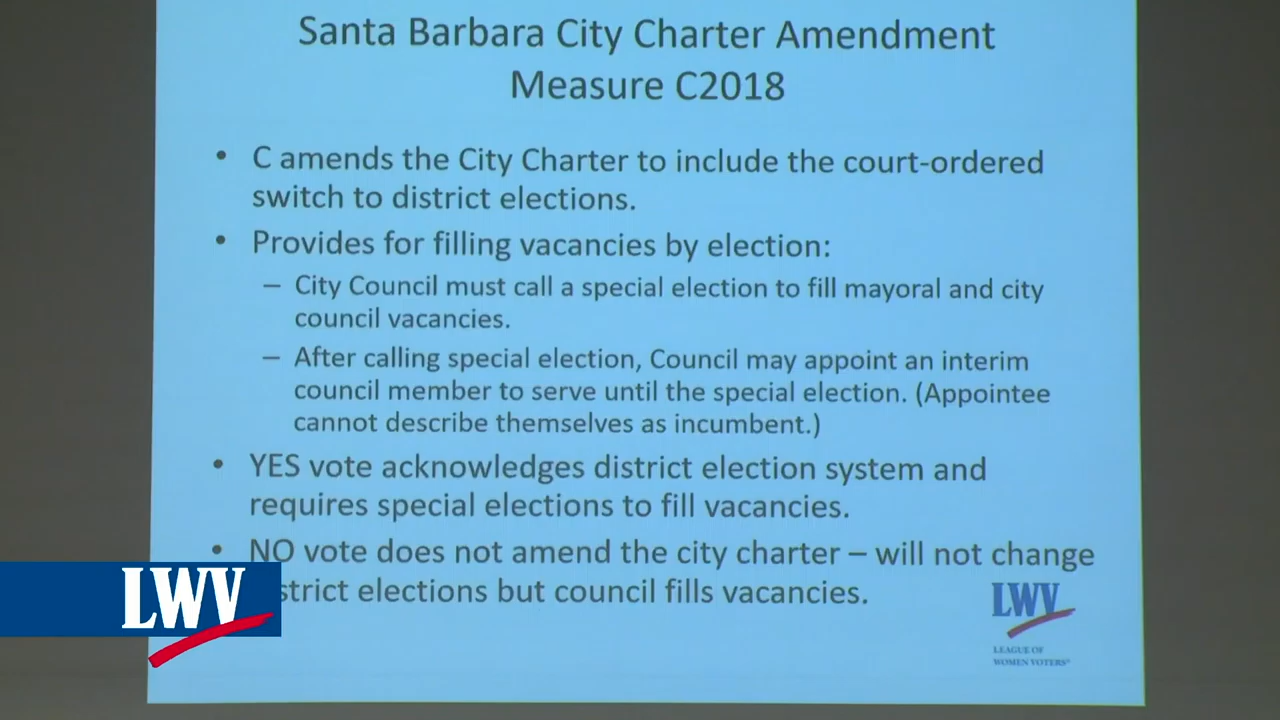 Santa Barbara City Charter Amendment
Measure C2018
• C amends the City Charter to include the court-ordered
switch to district elections.
• Provides for filling vacancies by election:
– City Council must call a special election to fill mayoral and city
council vacancies.
– After calling special election, Council may appoint an interim
council member to serve until the special election. (Appointee
cannot describe themselves as incumbent.)
• YES vote acknowledges district election system and
requires special elections to fill vacancies.
• NO vote does not amend the city charter – will not change
strict elections but council fills vacancies.
LWV
LWV
LEAGUE OF
WOMEN VOTERS®